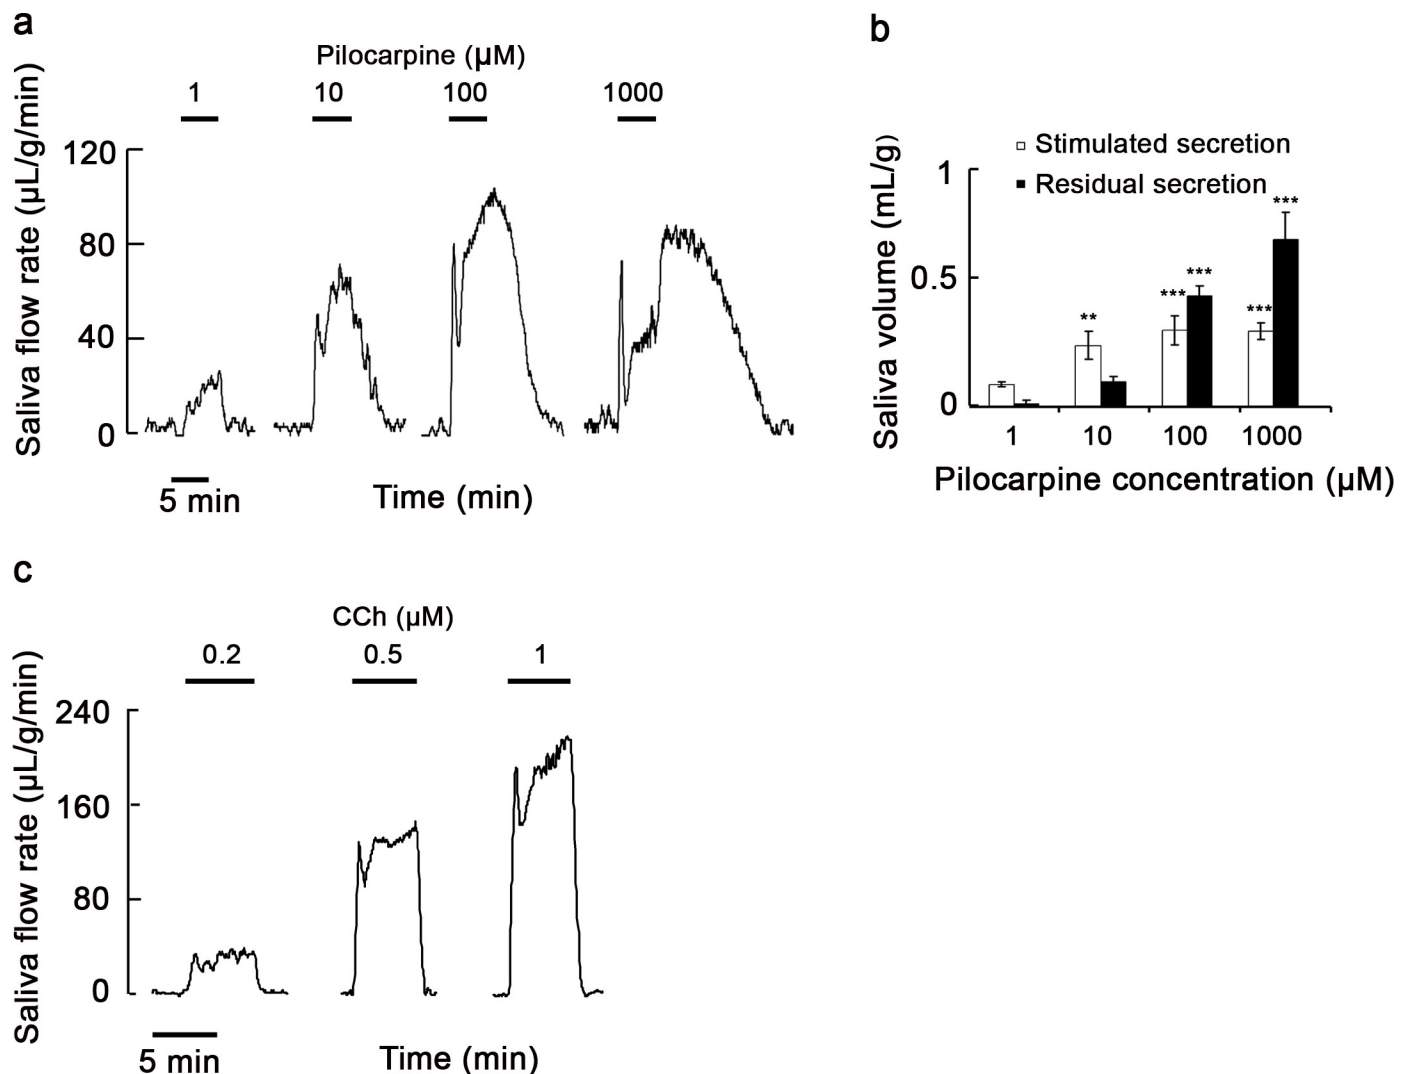 a
Pilocarpine (µM)
1 10 100 1000
Saliva flow rate (µL/g/min)
120
80
40
0
5 min
Time (min)
b
Stimulated secretion
Residual secretion
Saliva volume (mL/g)
1
0.5
0
** *** *** *** ***
1 10 100 1000
Pilocarpine concentration (µM)
c
CCh (µM)
0.2 0.5 1
Saliva flow rate (µL/g/min)
240
160
80
0
5 min
Time (min)